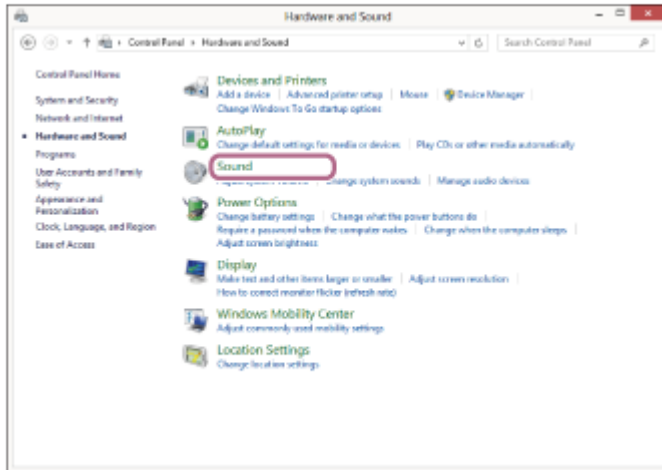 Hardware and Sound
Control Panel Hardware and Sound Search Control Panel
Control Panel Home
System and Security
Network and Internet
Hardware and Sound
Programs
User Accounts and Family
Safety
Appearance and
Personalization
Clock, Language, and Region
Ease of Access
Devices and Printers
Add a device Advanced printer setup Mouse Device Manager
Change Windows To Go startup options
AutoPlay
Change default settings for media or devices Play CDs or other media automatically
Sound
Adjust system volume Change system sounds Manage audio devices
Power Options
Change battery settings Change what the power buttons do
Require a password when the computer wakes Change when the computer sleeps
Adjust screen brightness
Display
Make text and other items larger or smaller Adjust screen resolution
How to correct monitor flicker (refresh rate)
Windows Mobility Center
Adjust commonly used mobility settings
Location Settings
Change location settings